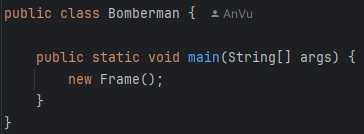 public class Bomberman {  AnVu
    public static void main(String[] args) {
        new Frame();
    }
}